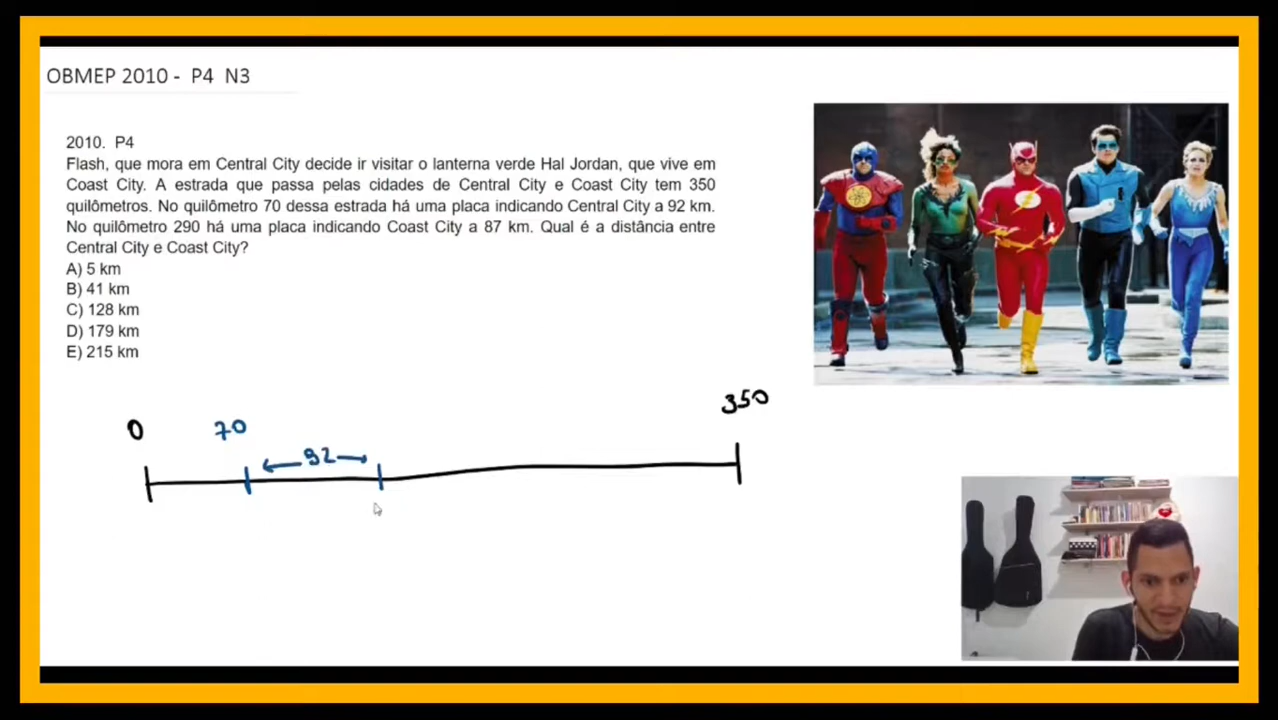 OBMEP 2010 - P4 N3
2010. P4
Flash, que mora em Central City decide ir visitar o lanterna verde Hal Jordan, que vive em
Coast City. A estrada que passa pelas cidades de Central City e Coast City tem 350
quilômetros. No quilômetro 70 dessa estrada há uma placa indicando Central City a 92 km.
No quilômetro 290 há uma placa indicando Coast City a 87 km. Qual é a distância entre
Central City e Coast City?
A) 5 km
B) 41 km
C) 128 km
D) 179 km
E) 215 km
0 70 350
92